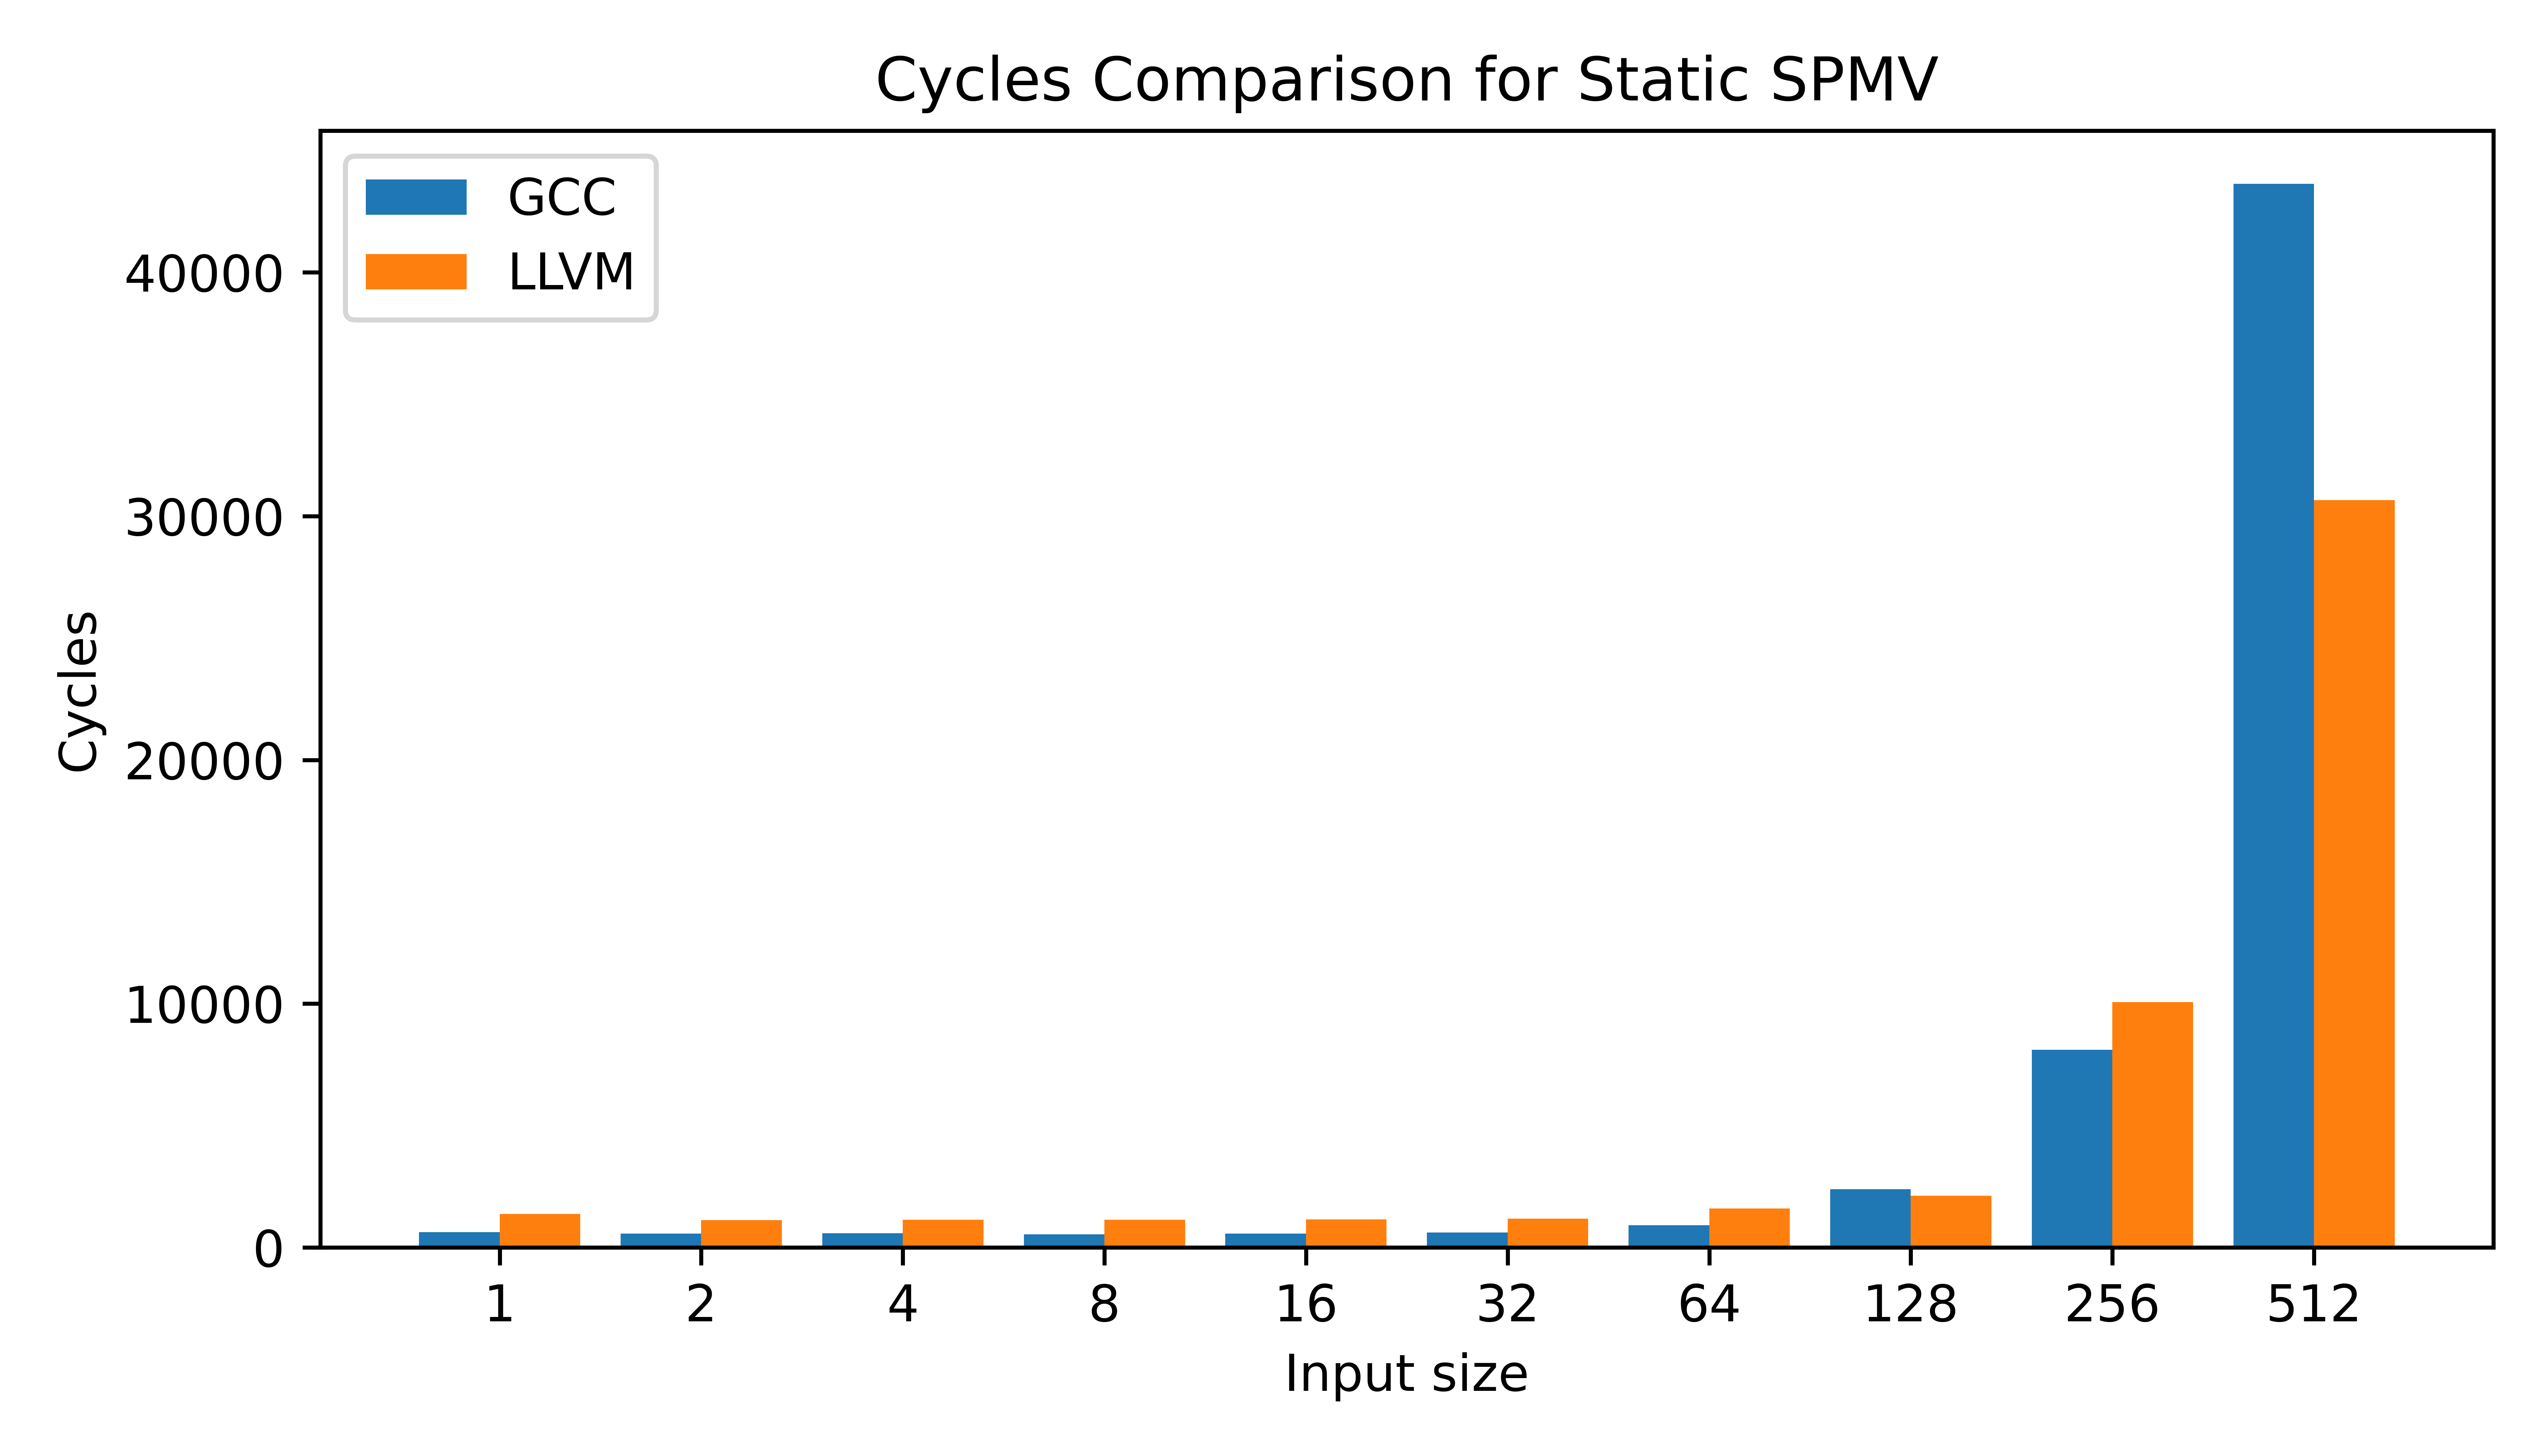 Cycles Comparison for Static SPMV
GCC
LLVM
40000
30000
20000
10000
0
Cycles
1 2 4 8 16 32 64 128 256 512
Input size